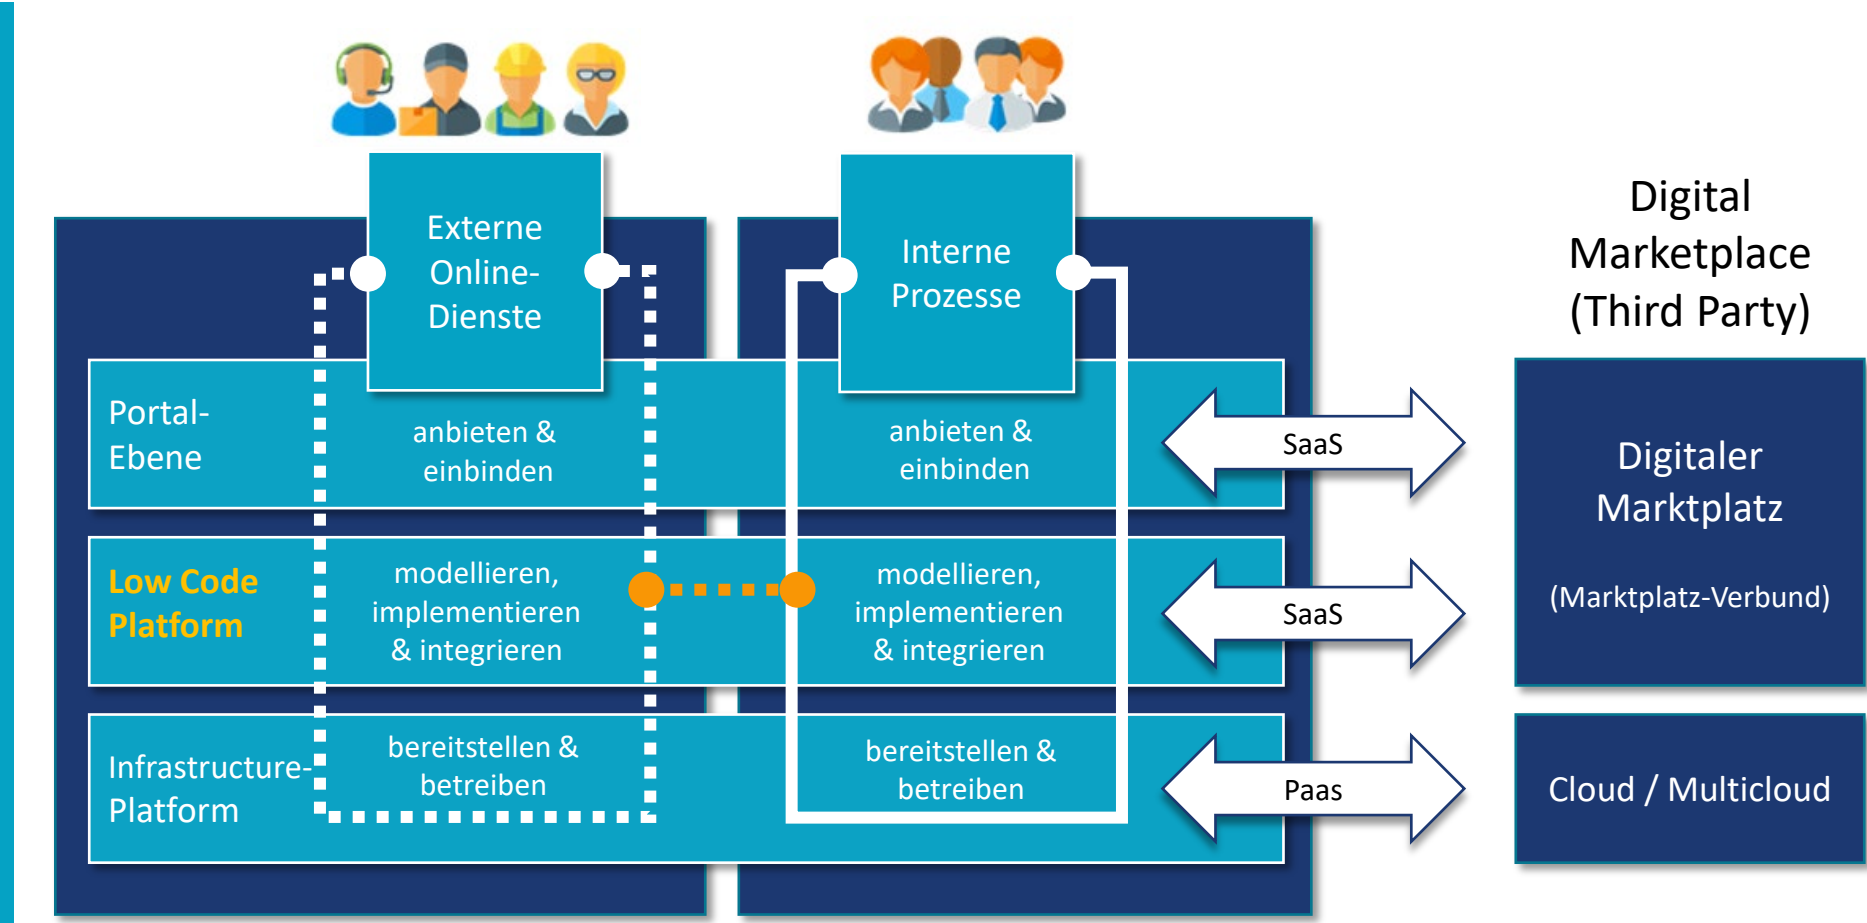 Externe
Online-
Dienste
Interne
Prozesse
Digital
Marketplace
(Third Party)
Portal-
Ebene
anbieten &
einbinden
anbieten &
einbinden
SaaS
Digitaler
Marktplatz
(Marktplatz-Verbund)
Low Code
Platform
modellieren,
implementieren
& integrieren
modellieren,
implementieren
& integrieren
SaaS
Infrastructure-
Platform
bereitstellen &
betreiben
bereitstellen &
betreiben
Paas
Cloud / Multicloud